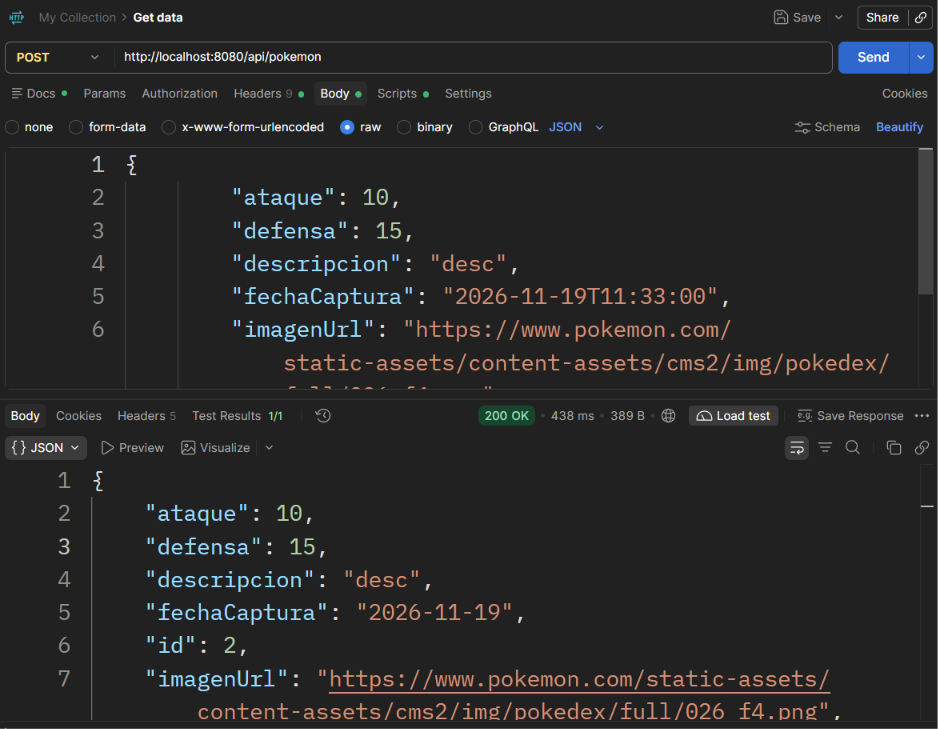 HTTP My Collection > Get data Save Share
POST http://localhost:8080/api/pokemon Send
Docs Params Authorization Headers 9 Body Scripts Settings Cookies
none form-data x-www-form-urlencoded raw binary GraphQL JSON Schema Beautify
1 {
2 "ataque": 10,
3 "defensa": 15,
4 "descripcion": "desc",
5 "fechaCaptura": "2026-11-19T11:33:00",
6 "imagenUrl": "https://www.pokemon.com/
static-assets/content-assets/cms2/img/pokedex/
Body Cookies Headers 5 Test Results 1/1 200 OK • 438 ms • 389 B • Load test e.g. Save Response
{} JSON Preview Visualize
1 {
2 "ataque": 10,
3 "defensa": 15,
4 "descripcion": "desc",
5 "fechaCaptura": "2026-11-19",
6 "id": 2,
7 "imagenUrl": "https://www.pokemon.com/static-assets/
content-assets/cms2/img/pokedex/full/026_f4.png",